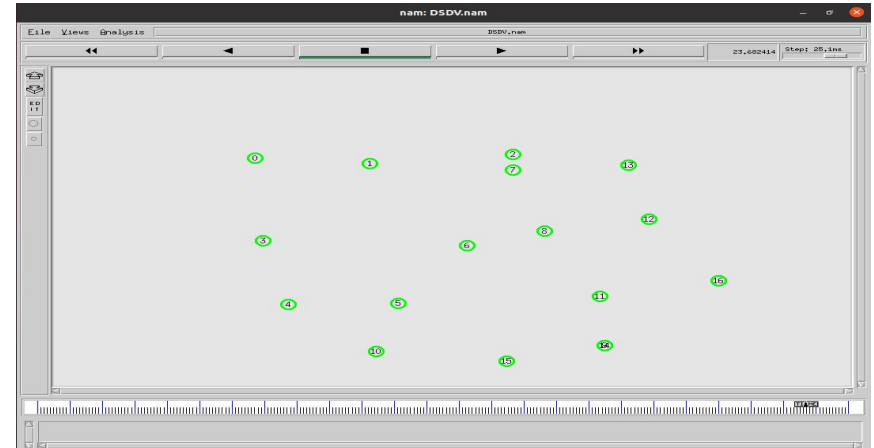 nam: DSDV.nam
File Views Analysis DSDV.nam
23.682414 Step: 25.1ms
E D
I T
0 1 2 13
7
12
3 6 8
16
4 5 11
10 15
TIME